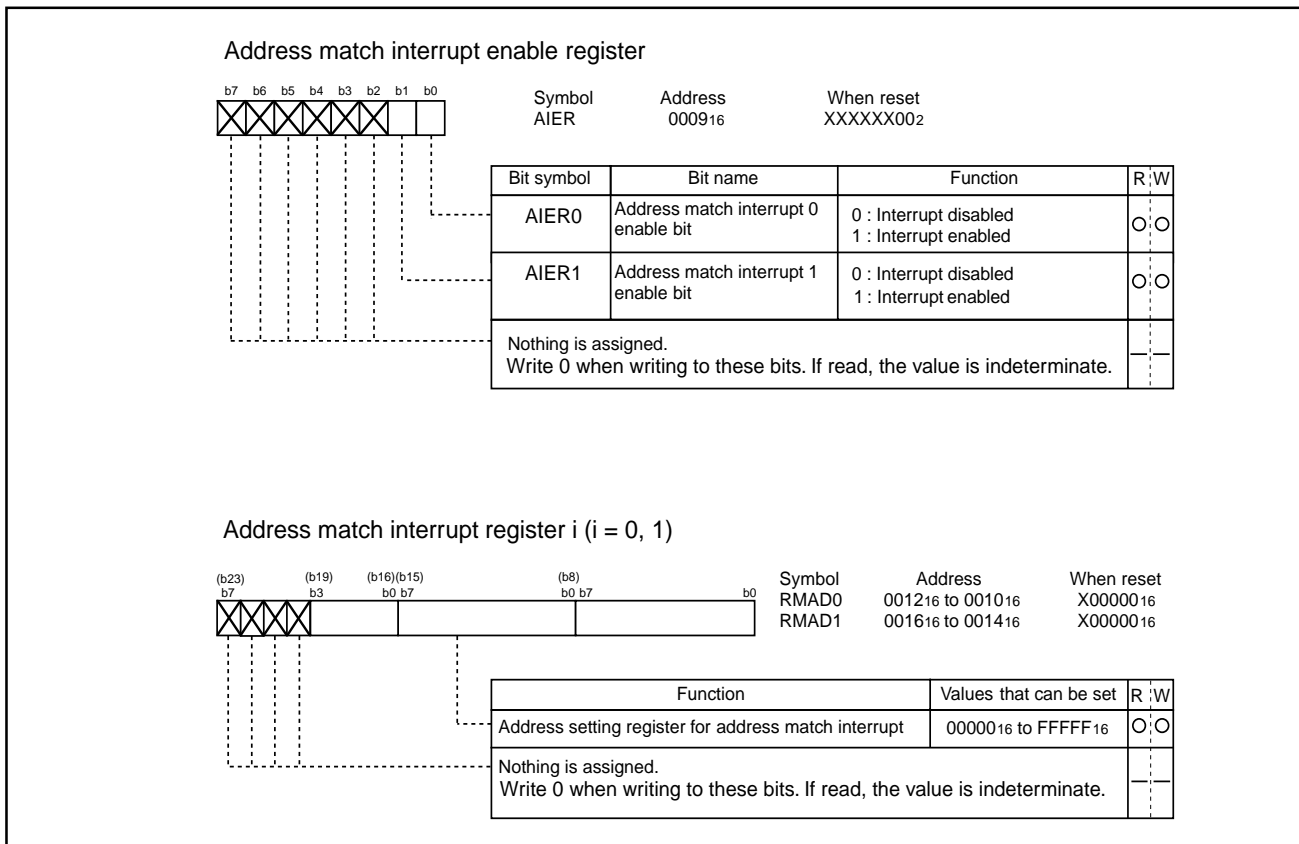 Address match interrupt enable register
b7 b6 b5 b4 b3 b2 b1 b0
Symbol Address When reset
AIER 000916 XXXXXX002
Bit symbol Bit name Function R W
AIER0 Address match interrupt 0 enable bit 0 : Interrupt disabled 1 : Interrupt enabled
AIER1 Address match interrupt 1 enable bit 0 : Interrupt disabled 1 : Interrupt enabled
Nothing is assigned.
Write 0 when writing to these bits. If read, the value is indeterminate.
Address match interrupt register i (i = 0, 1)
(b23) (b19) (b16)(b15) (b8)
b7 b3 b0 b7 b0 b7 b0
Symbol Address When reset
RMAD0 001216 to 001016 X0000016
RMAD1 001616 to 001416 X0000016
Function Values that can be set R W
Address setting register for address match interrupt 0000016 to FFFFF16
Nothing is assigned.
Write 0 when writing to these bits. If read, the value is indeterminate.